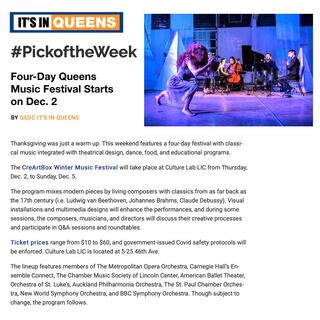 IT'S IN QUEENS
#PickoftheWeek
Four-Day Queens
Music Festival Starts
on Dec. 2
BY QEDC IT'S IN QUEENS
Thanksgiving was just a warm up. This weekend features a four-day festival with classi-
cal music integrated with theatrical design, dance, food, and educational programs.
The CreArtBox Winter Music Festival will take place at Culture Lab LIC from Thursday,
Dec. 2, to Sunday, Dec. 5.
The program mixes modern pieces by living composers with classics from as far back as
the 17th century (i.e. Ludwig van Beethoven, Johannes Brahms, Claude Debussy). Visual
installations and multimedia designs will enhance the performances, and during some
sessions, the composers, musicians, and directors will discuss their creative processes
and participate in Q&A sessions and roundtables.
Ticket prices range from $10 to $60, and government-issued Covid safety protocols will
be enforced. Culture Lab LIC is located at 5-25 46th Ave.
The lineup features members of The Metropolitan Opera Orchestra, Carnegie Hall's En-
semble Connect, The Chamber Music Society of Lincoln Center, American Ballet Theater,
Orchestra of St. Luke's, Auckland Philharmonia Orchestra, The St. Paul Chamber Orches-
tra, New World Symphony Orchestra, and BBC Symphony Orchestra. Though subject to
change, the program follows.